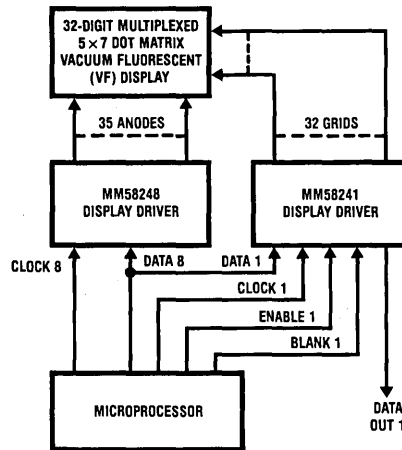 32-DIGIT MULTIPLEXED
5 × 7 DOT MATRIX
VACUUM FLUORESCENT
(VF) DISPLAY
35 ANODES
32 GRIDS
MM58248
DISPLAY DRIVER
MM58241
DISPLAY DRIVER
CLOCK 8
DATA 8
DATA 1
CLOCK 1
ENABLE 1
BLANK 1
MICROPROCESSOR
DATA
OUT 1